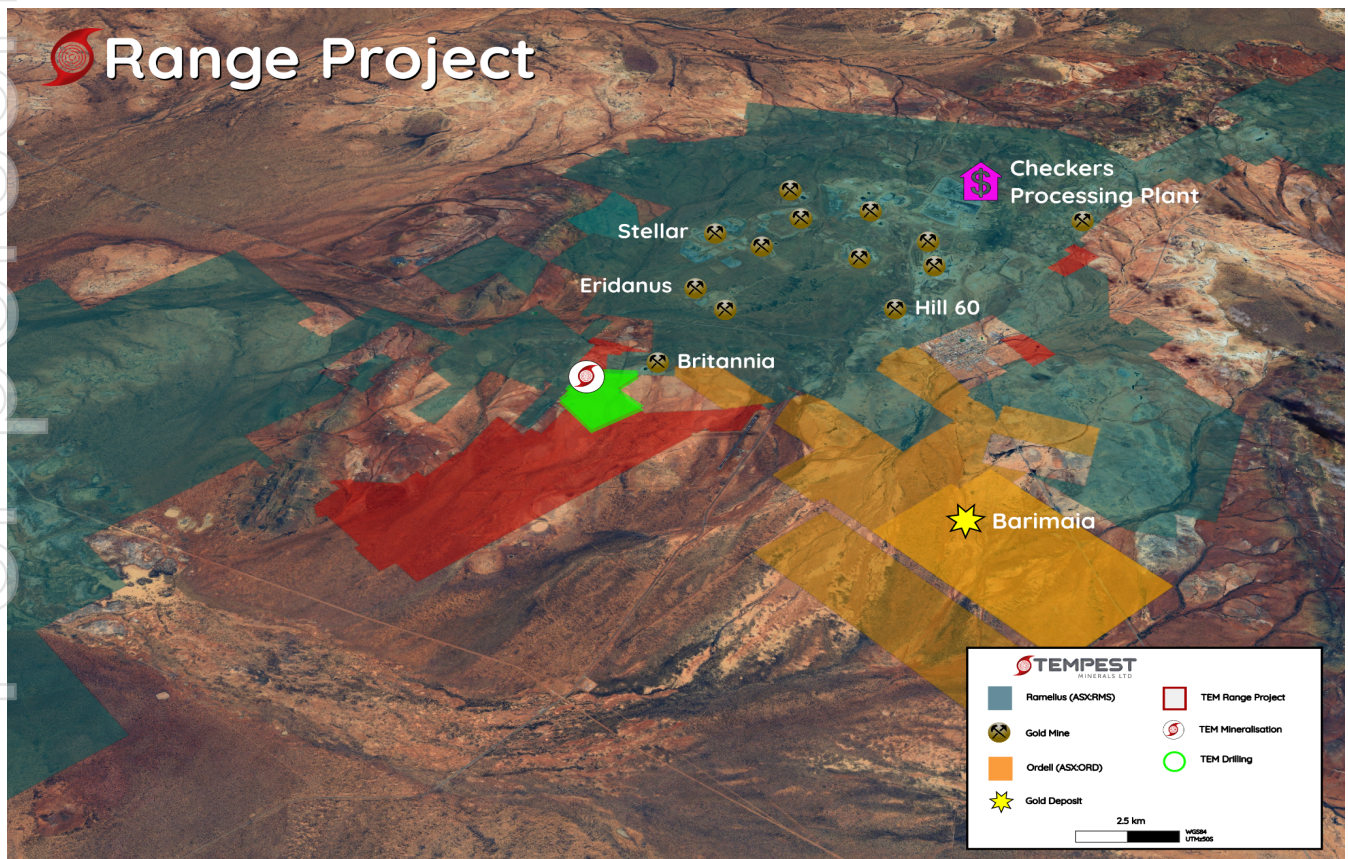 Range Project
Checkers
Processing Plant
Stellar
Eridanus
Hill 60
Britannia
Barimaia
TEMPEST
MINERALS LTD
Ramelius (ASX:RMS)
TEM Range Project
Gold Mine
TEM Mineralisation
Ordell (ASX:ORD)
TEM Drilling
Gold Deposit
2.5 km
WGS84
UTMz50S
$